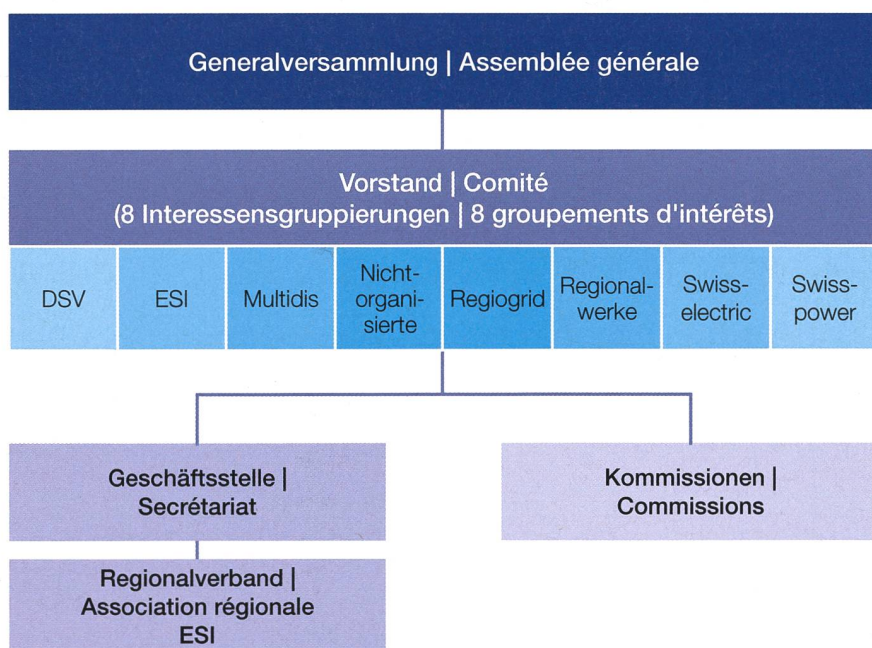 Generalversammlung | Assemblée générale
Vorstand | Comité
(8 Interessensgruppierungen | 8 groupements d'intérêts)
DSV
ESI
Multidis
Nicht-
organi-
sierte
Regiogrid
Regional-
werke
Swiss-
electric
Swiss-
power
Geschäftsstelle |
Secrétariat
Kommissionen |
Commissions
Regionalverband |
Association régionale
ESI